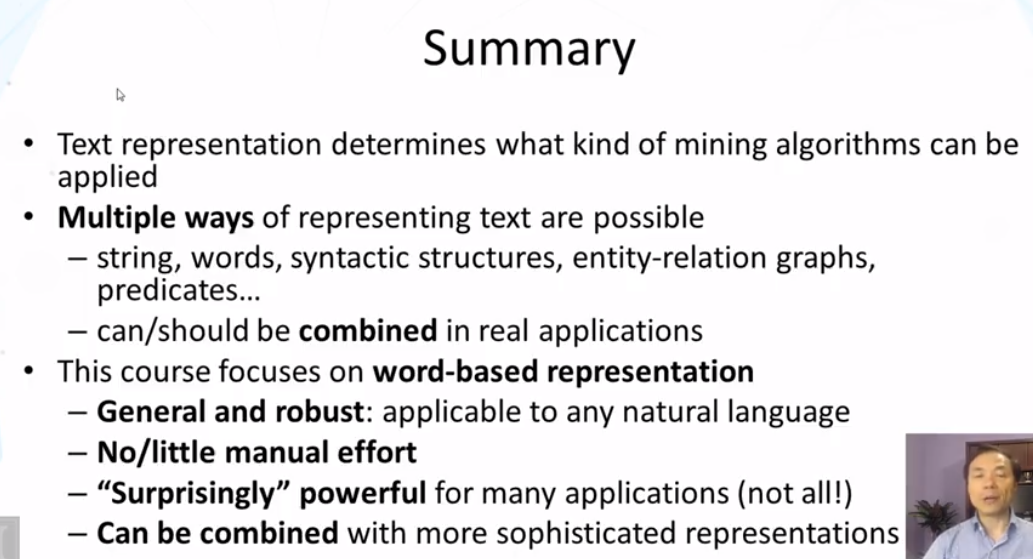 Summary
• Text representation determines what kind of mining algorithms can be
applied
• Multiple ways of representing text are possible
– string, words, syntactic structures, entity-relation graphs,
predicates...
– can/should be combined in real applications
• This course focuses on word-based representation
– General and robust: applicable to any natural language
– No/little manual effort
– “Surprisingly” powerful for many applications (not all!)
– Can be combined with more sophisticated representations